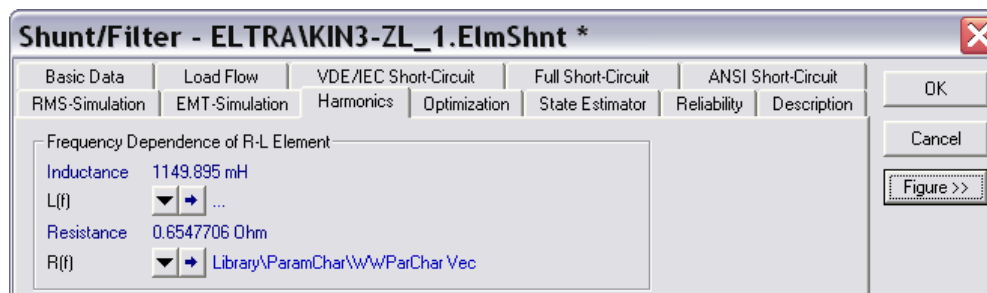 Shunt/Filter - ELTRA\KIN3-ZL_1.ElmShnt *
Basic Data Load Flow VDE/IEC Short-Circuit Full Short-Circuit ANSI Short-Circuit
RMS-Simulation EMT-Simulation Harmonics Optimization State Estimator Reliability Description
OK
Cancel
Figure >>
Frequency Dependence of R-L Element
Inductance 1149.895 mH
L(f) ...
Resistance 0.6547706 Ohm
R(f) Library\ParamChar\WWParChar Vec